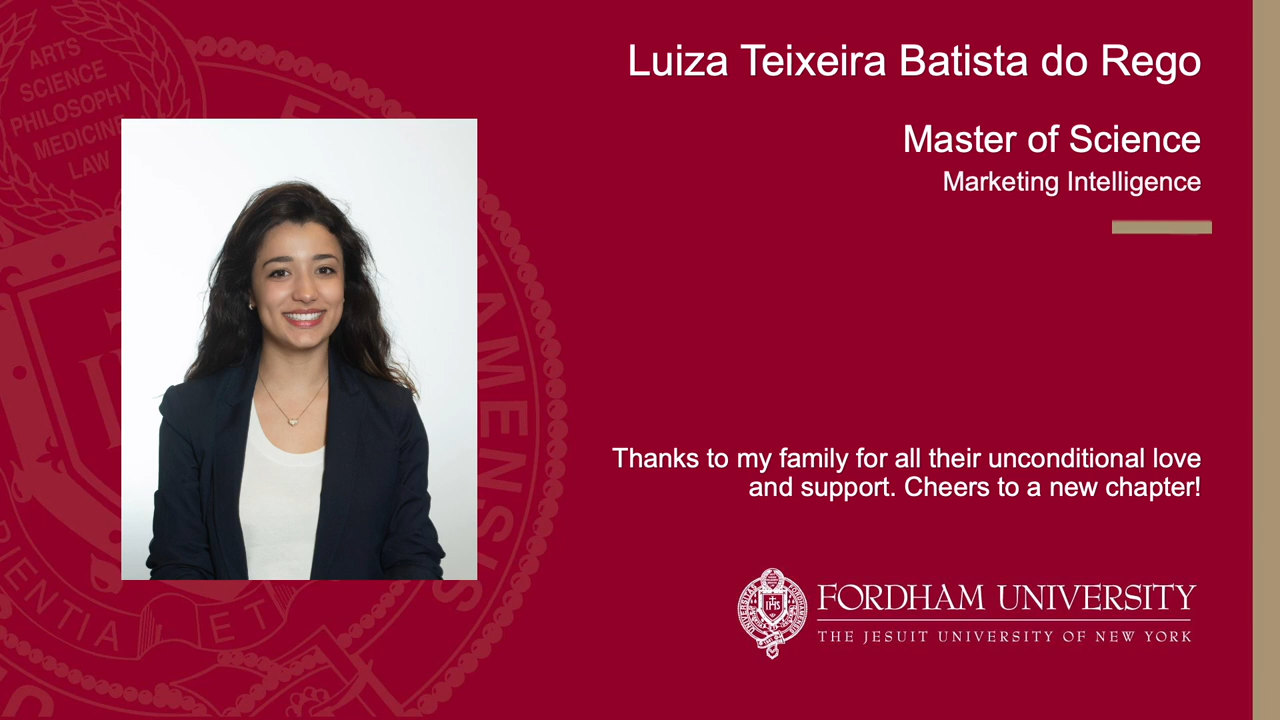 Luiza Teixeira Batista do Rego
Master of Science
Marketing Intelligence
Thanks to my family for all their unconditional love
and support. Cheers to a new chapter!
FORDHAM UNIVERSITY
THE JESUIT UNIVERSITY OF NEW YORK
ARTS
SCIENCE
PHILOSOPHY
MEDICINE
LAW